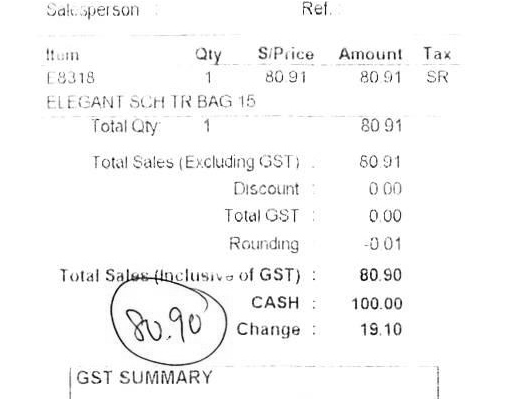 Salesperson : Ref. :
Item Qty S/Price Amount Tax
E8318 1 80.91 80.91 SR
ELEGANT SCH TR BAG 15
Total Qty: 1 80.91
Total Sales (Excluding GST) : 80.91
Discount : 0.00
Total GST : 0.00
Rounding : -0.01
Total Sales (Inclusive of GST) : 80.90
CASH : 100.00
80.90
Change : 19.10
GST SUMMARY